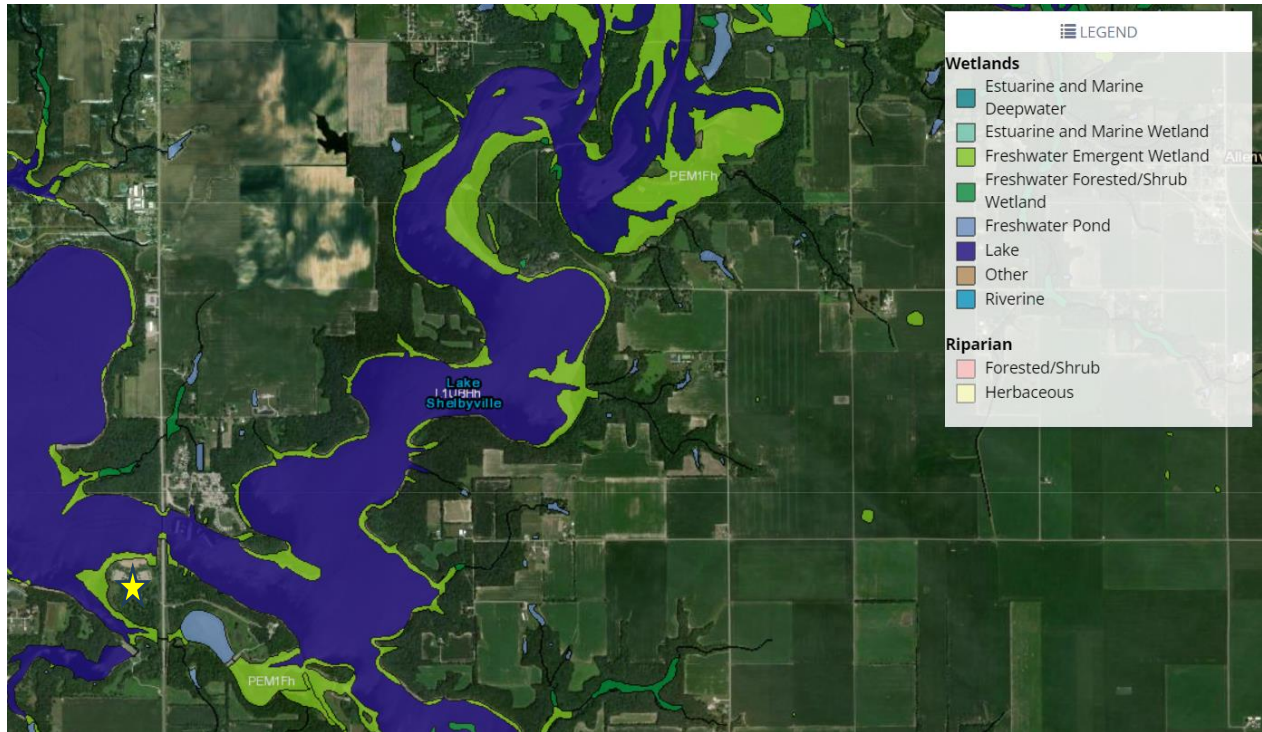 LEGEND
Wetlands
Estuarine and Marine
Deepwater
Estuarine and Marine Wetland
Freshwater Emergent Wetland
Freshwater Forested/Shrub
Wetland
Freshwater Pond
Lake
Other
Riverine
Riparian
Forested/Shrub
Herbaceous
PEM1Fh
Lake
L1UBHh
Shelbyville
PEM1Fh